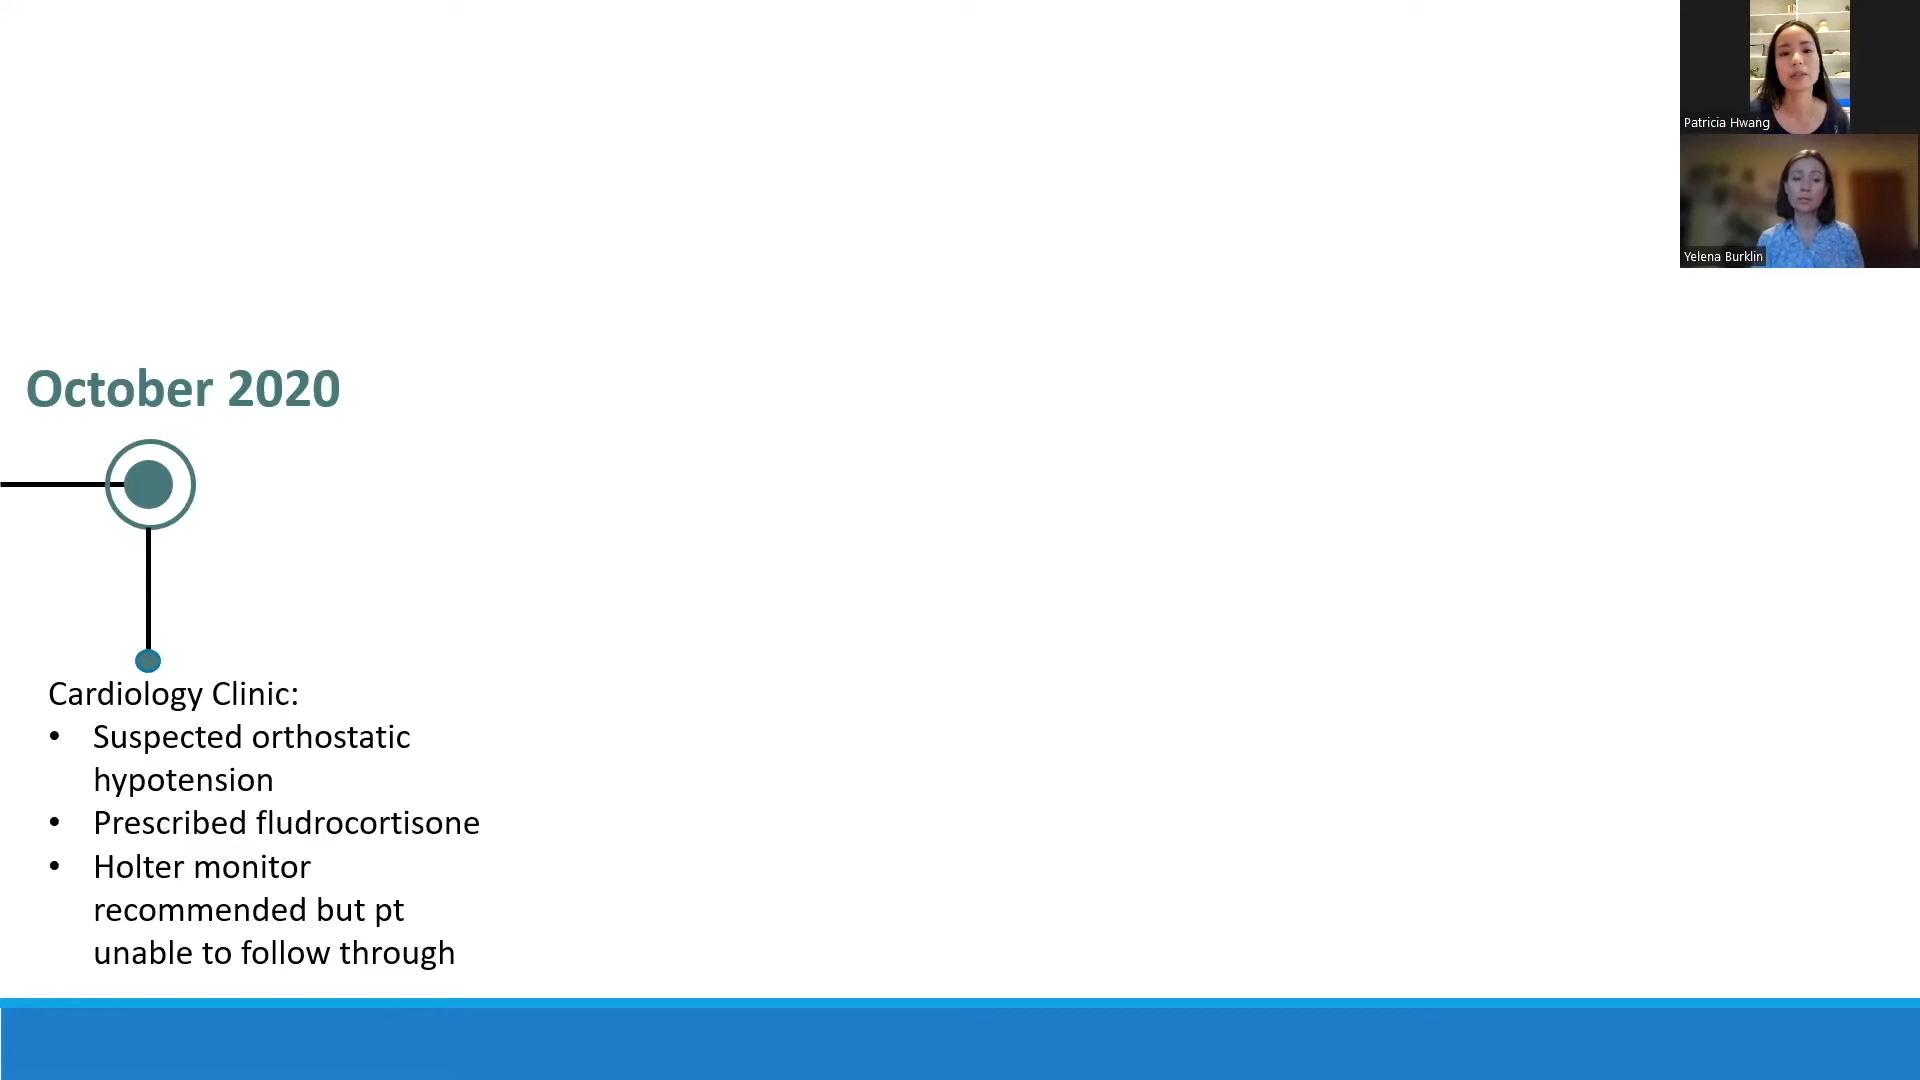 Patricia Hwang
Yelena Burklin
October 2020
Cardiology Clinic:
• Suspected orthostatic
hypotension
• Prescribed fludrocortisone
• Holter monitor
recommended but pt
unable to follow through